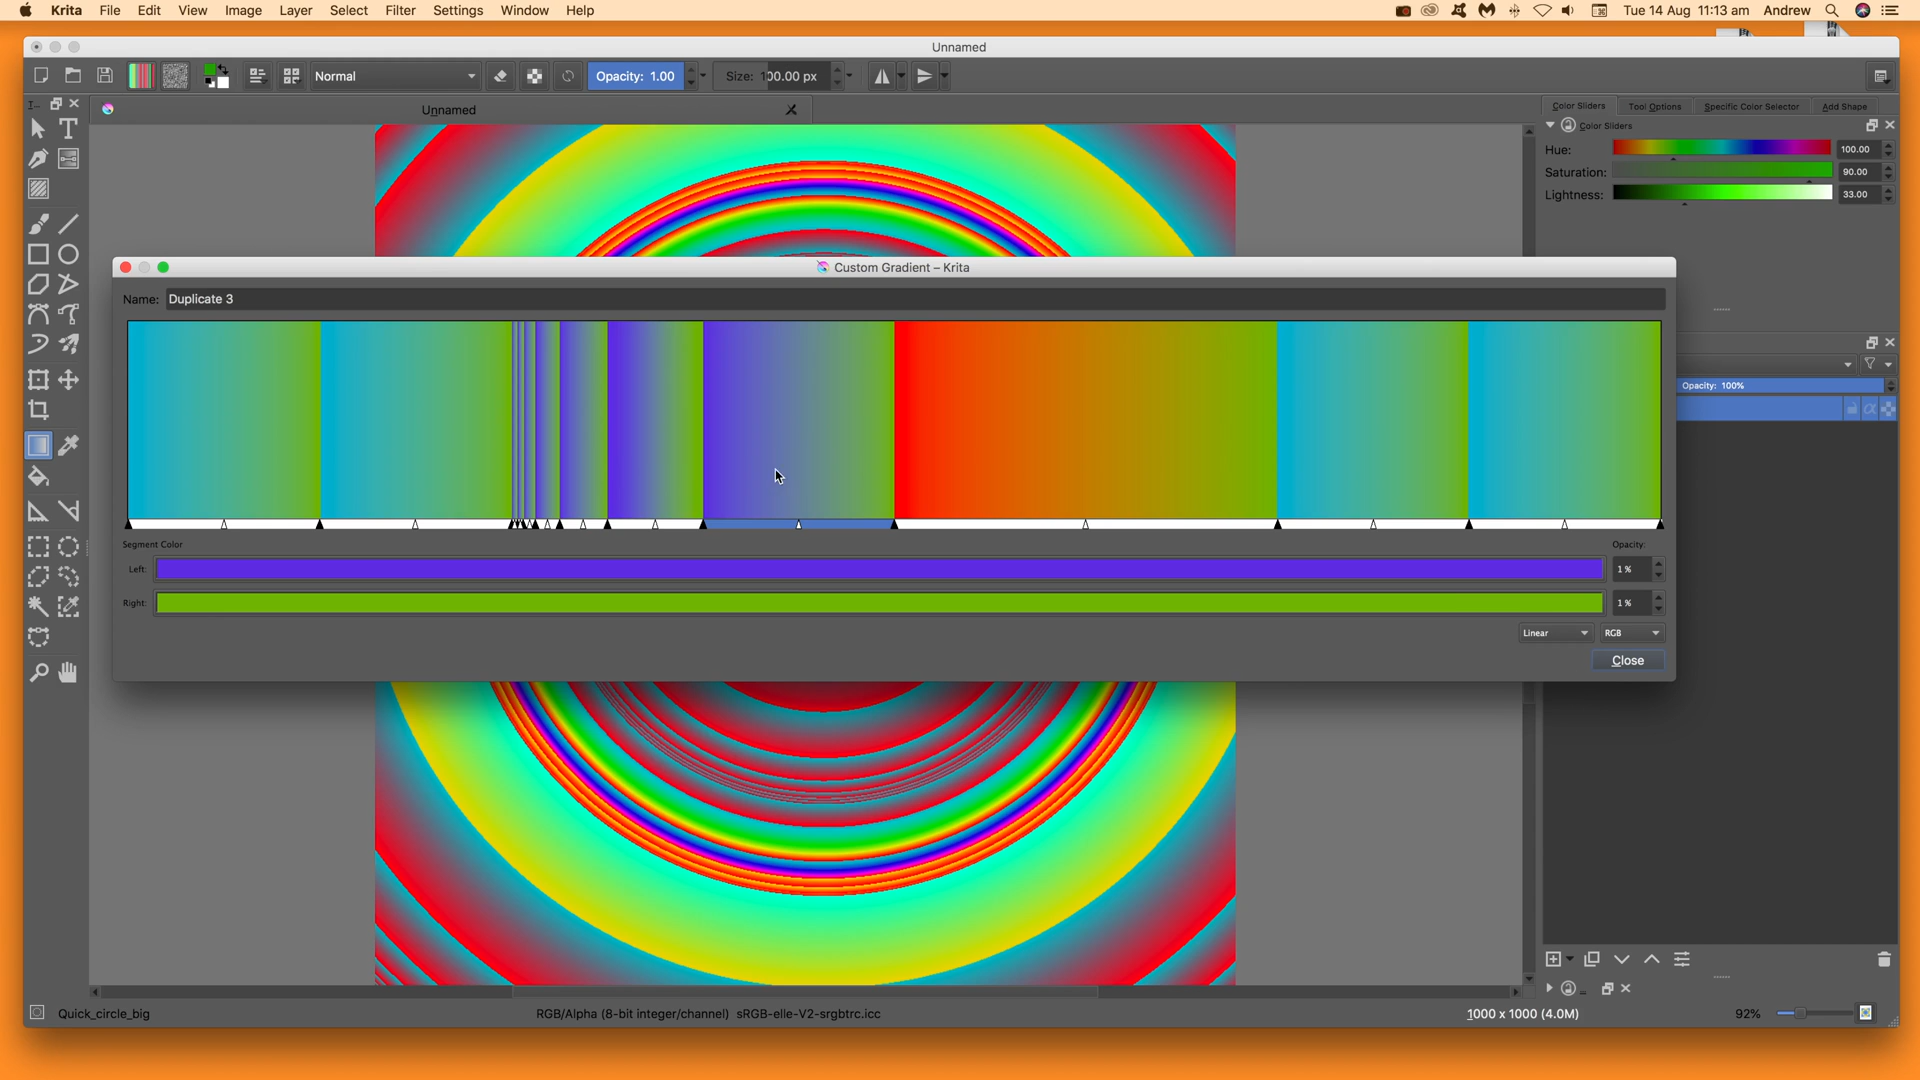 Krita File Edit View Image Layer Select Filter Settings Window Help Tue 14 Aug 11:13 am Andrew
Unnamed
Normal Opacity: 1.00 Size: 100.00 px
T... Unnamed Color Sliders Tool Options Specific Color Selector Add Shape
Color Sliders
Hue: 100.00
Saturation: 90.00
Lightness: 33.00
Custom Gradient – Krita
Name: Duplicate 3
Opacity: 100%
Segment Color Opacity:
Left: 1 %
Right: 1 %
Linear RGB
Close
Quick_circle_big RGB/Alpha (8-bit integer/channel) sRGB-elle-V2-srgbtrc.icc 1000 x 1000 (4.0M) 92%